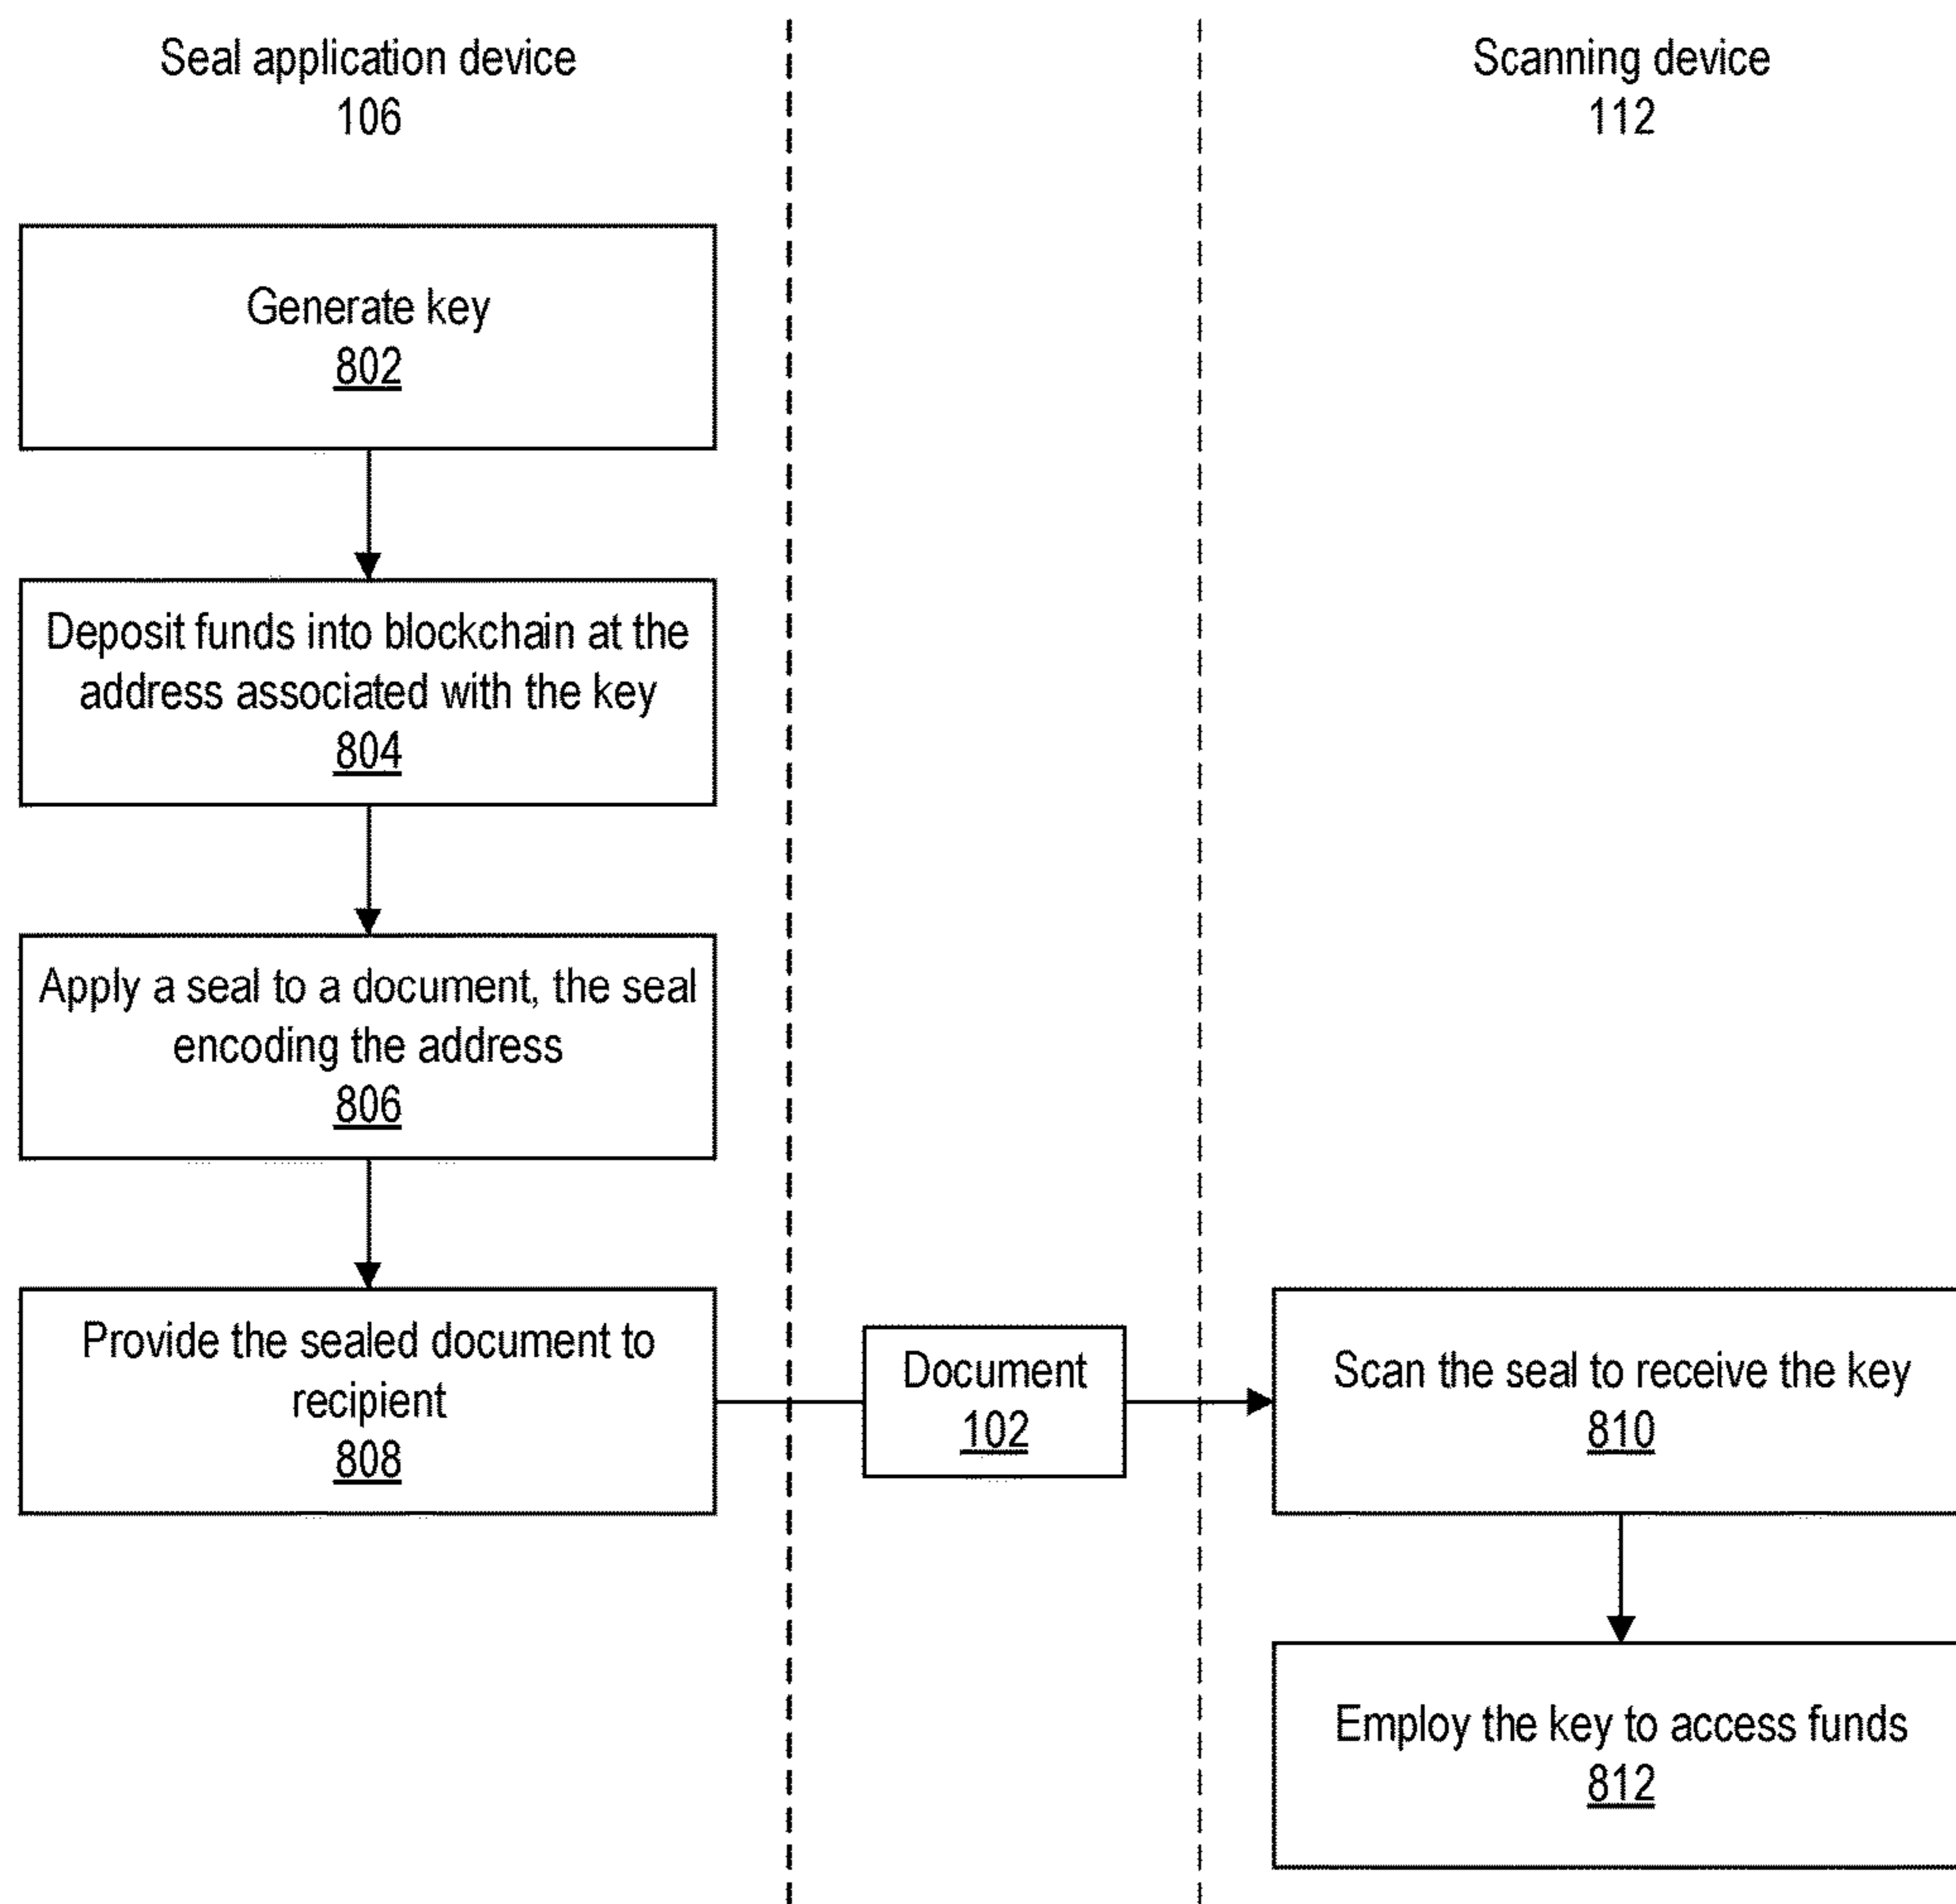 Seal application device
106
Scanning device
112
Generate key
802
Deposit funds into blockchain at the
address associated with the key
804
Apply a seal to a document, the seal
encoding the address
806
Provide the sealed document to
recipient
808
Document
102
Scan the seal to receive the key
810
Employ the key to access funds
812